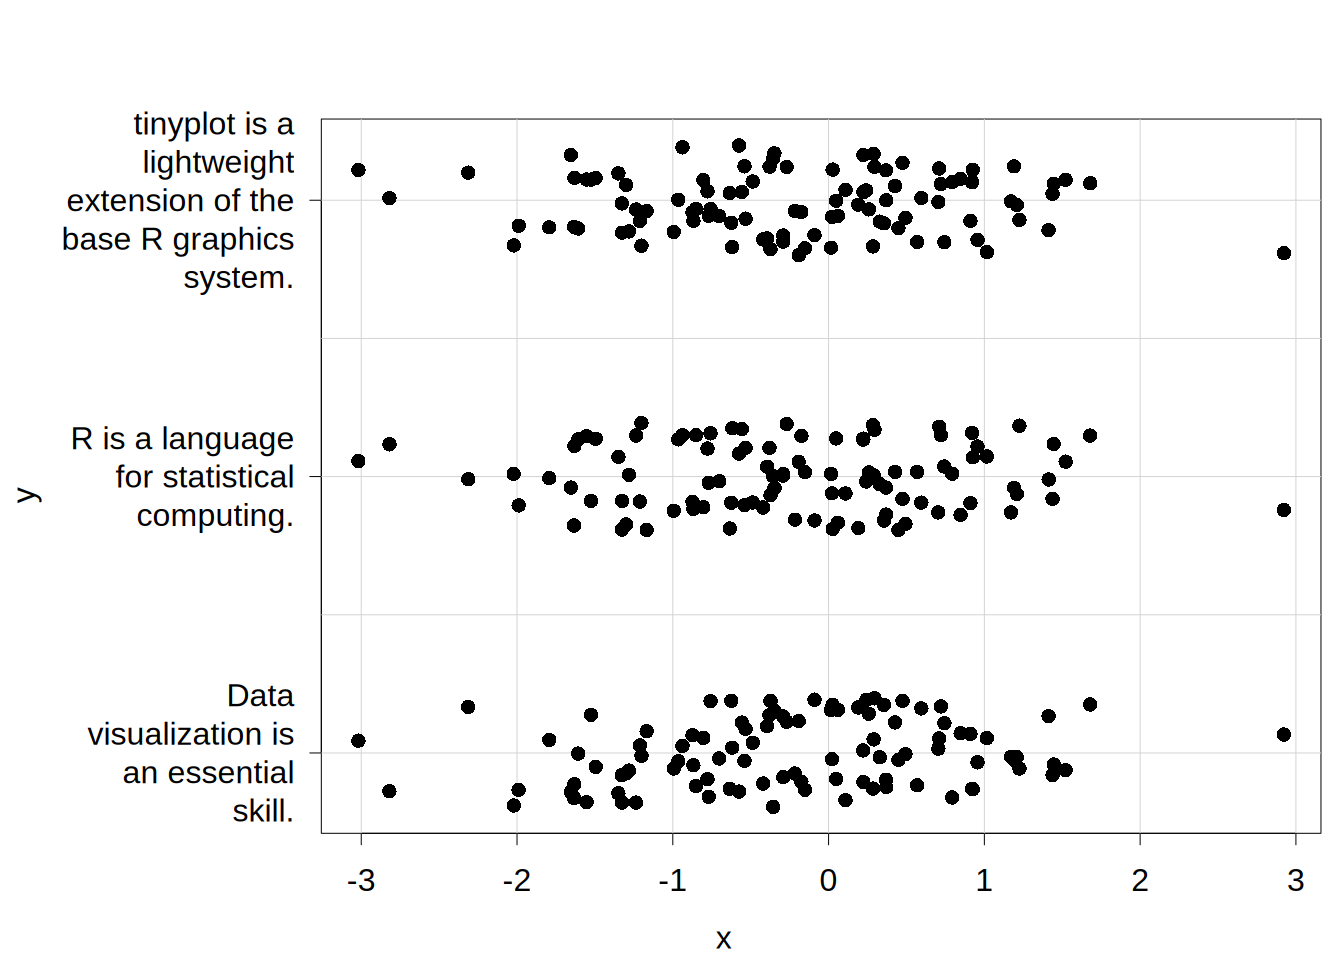 tinyplot is a
lightweight
extension of the
base R graphics
system.
R is a language
for statistical
computing.
y
Data
visualization is
an essential
skill.
-3 -2 -1 0 1 2 3
x